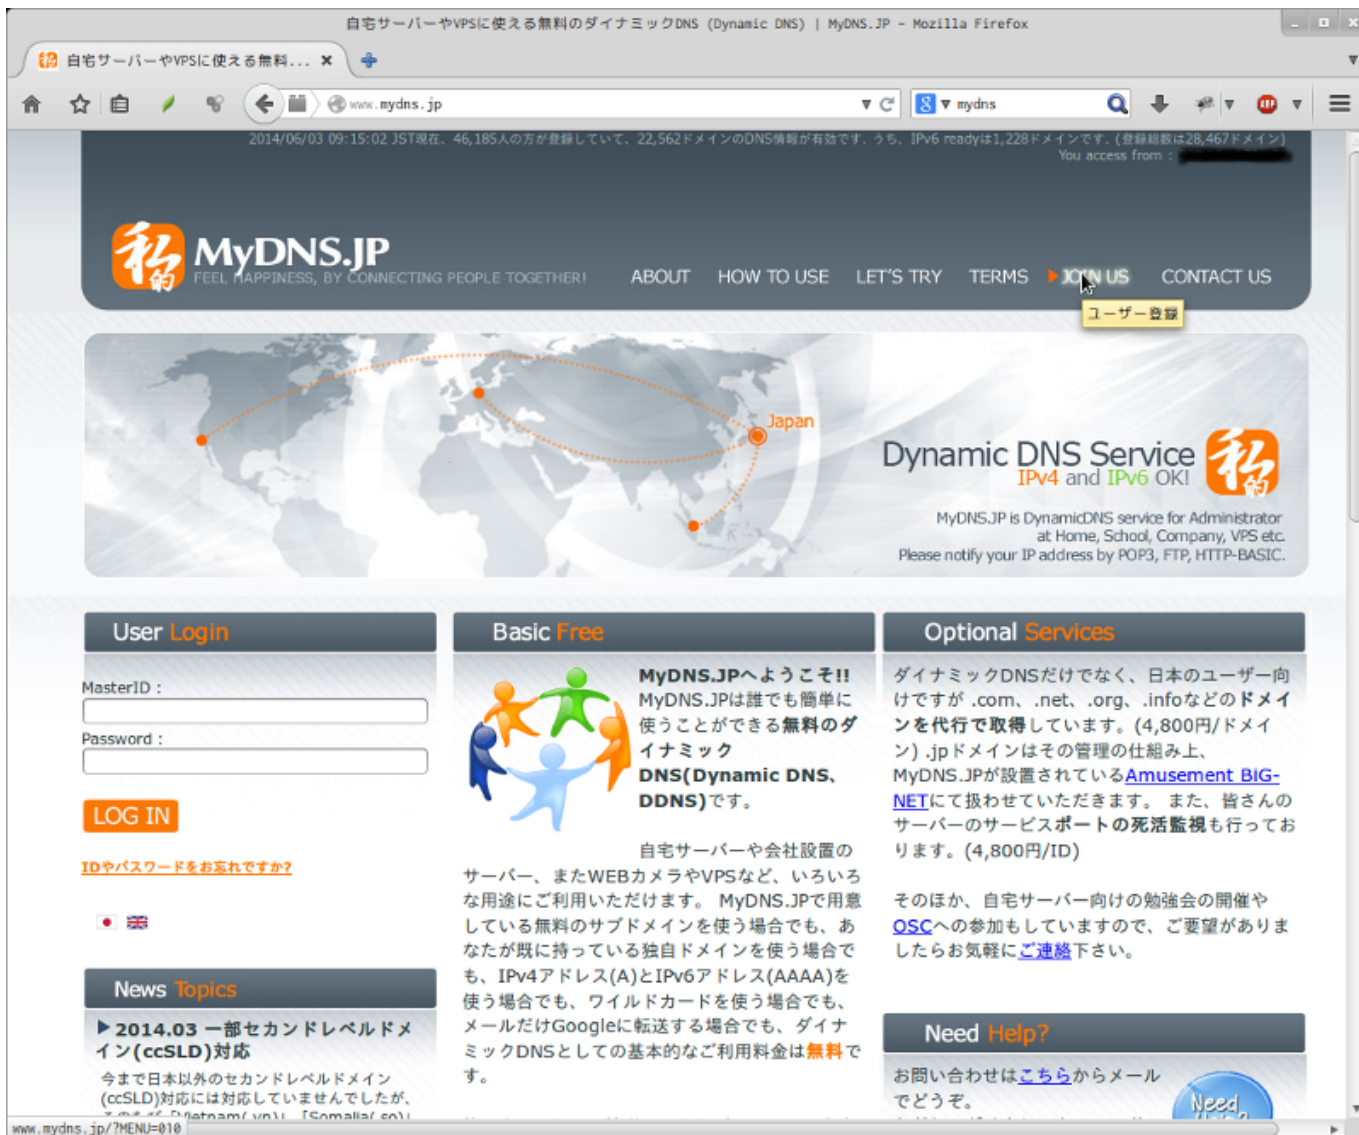 自宅サーバーやVPSに使える無料のダイナミックDNS (Dynamic DNS) | MyDNS.JP - Mozilla Firefox
自宅サーバーやVPSに使える無料...
www.mydns.jp
mydns
2014/06/03 09:15:02 JST現在、46,185人の方が登録していて、22,562ドメインのDNS情報が有効です。うち、IPv6 readyは1,228ドメインです。(登録総数は28,467ドメイン)
You access from :
私的
MyDNS.JP
FEEL HAPPINESS, BY CONNECTING PEOPLE TOGETHER!
ABOUT HOW TO USE LET'S TRY TERMS JOIN US CONTACT US
ユーザー登録
Japan
Dynamic DNS Service
IPv4 and IPv6 OK!
私的
MyDNS.JP is DynamicDNS service for Administrator
at Home, School, Company, VPS etc.
Please notify your IP address by POP3, FTP, HTTP-BASIC.
User Login
MasterID :
Password :
LOG IN
IDやパスワードをお忘れですか?
News Topics
2014.03 一部セカンドレベルドメ
イン(ccSLD)対応
今まで日本以外のセカンドレベルドメイン
(ccSLD)対応には対応していませんでしたが、
「Vietnam(.vn)」「Somalia(.so)」
Basic Free
MyDNS.JPへようこそ!!
MyDNS.JPは誰でも簡単に
使うことができる無料のダ
イナミック
DNS(Dynamic DNS、
DDNS)です。
自宅サーバーや会社設置の
サーバー、またWEBカメラやVPSなど、いろいろ
な用途にご利用いただけます。 MyDNS.JPで用意
している無料のサブドメインを使う場合でも、あ
なたが既に持っている独自ドメインを使う場合で
も、IPv4アドレス(A)とIPv6アドレス(AAAA)を
使う場合でも、ワイルドカードを使う場合でも、
メールだけGoogleに転送する場合でも、ダイナ
ミックDNSとしての基本的なご利用料金は無料で
す。
Optional Services
ダイナミックDNSだけでなく、日本のユーザー向
けですが .com、.net、.org、.infoなどのドメイ
ンを代行で取得しています。(4,800円/ドメイ
ン) .jpドメインはその管理の仕組み上、
MyDNS.JPが設置されているAmusement BiG-
NETにて扱わせていただきます。 また、皆さんの
サーバーのサービスポートの死活監視も行ってお
ります。(4,800円/ID)
そのほか、自宅サーバー向けの勉強会の開催や
OSCへの参加もしていますので、ご要望がありま
したらお気軽にご連絡下さい。
Need Help?
お問い合わせはこちらからメール
でどうぞ。
Need
www.mydns.jp/?MENU=010